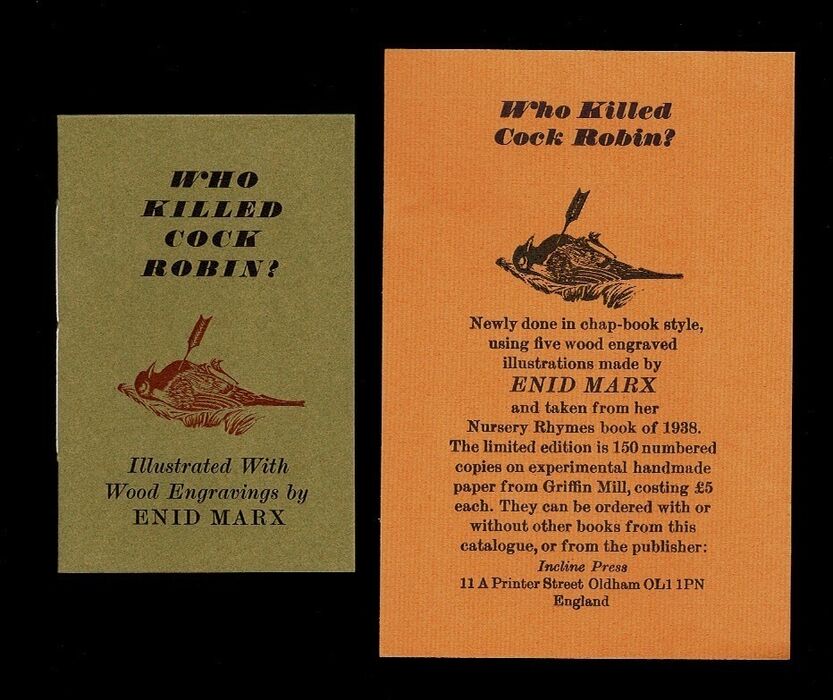 WHO
KILLED
COCK
ROBIN?
Illustrated With
Wood Engravings by
ENID MARX
Who Killed
Cock Robin?
Newly done in chap-book style,
using five wood engraved
illustrations made by
ENID MARX
and taken from her
Nursery Rhymes book of 1938.
The limited edition is 150 numbered
copies on experimental handmade
paper from Griffin Mill, costing £5
each. They can be ordered with or
without other books from this
catalogue, or from the publisher:
Incline Press
11 A Printer Street Oldham OL1 1PN
England